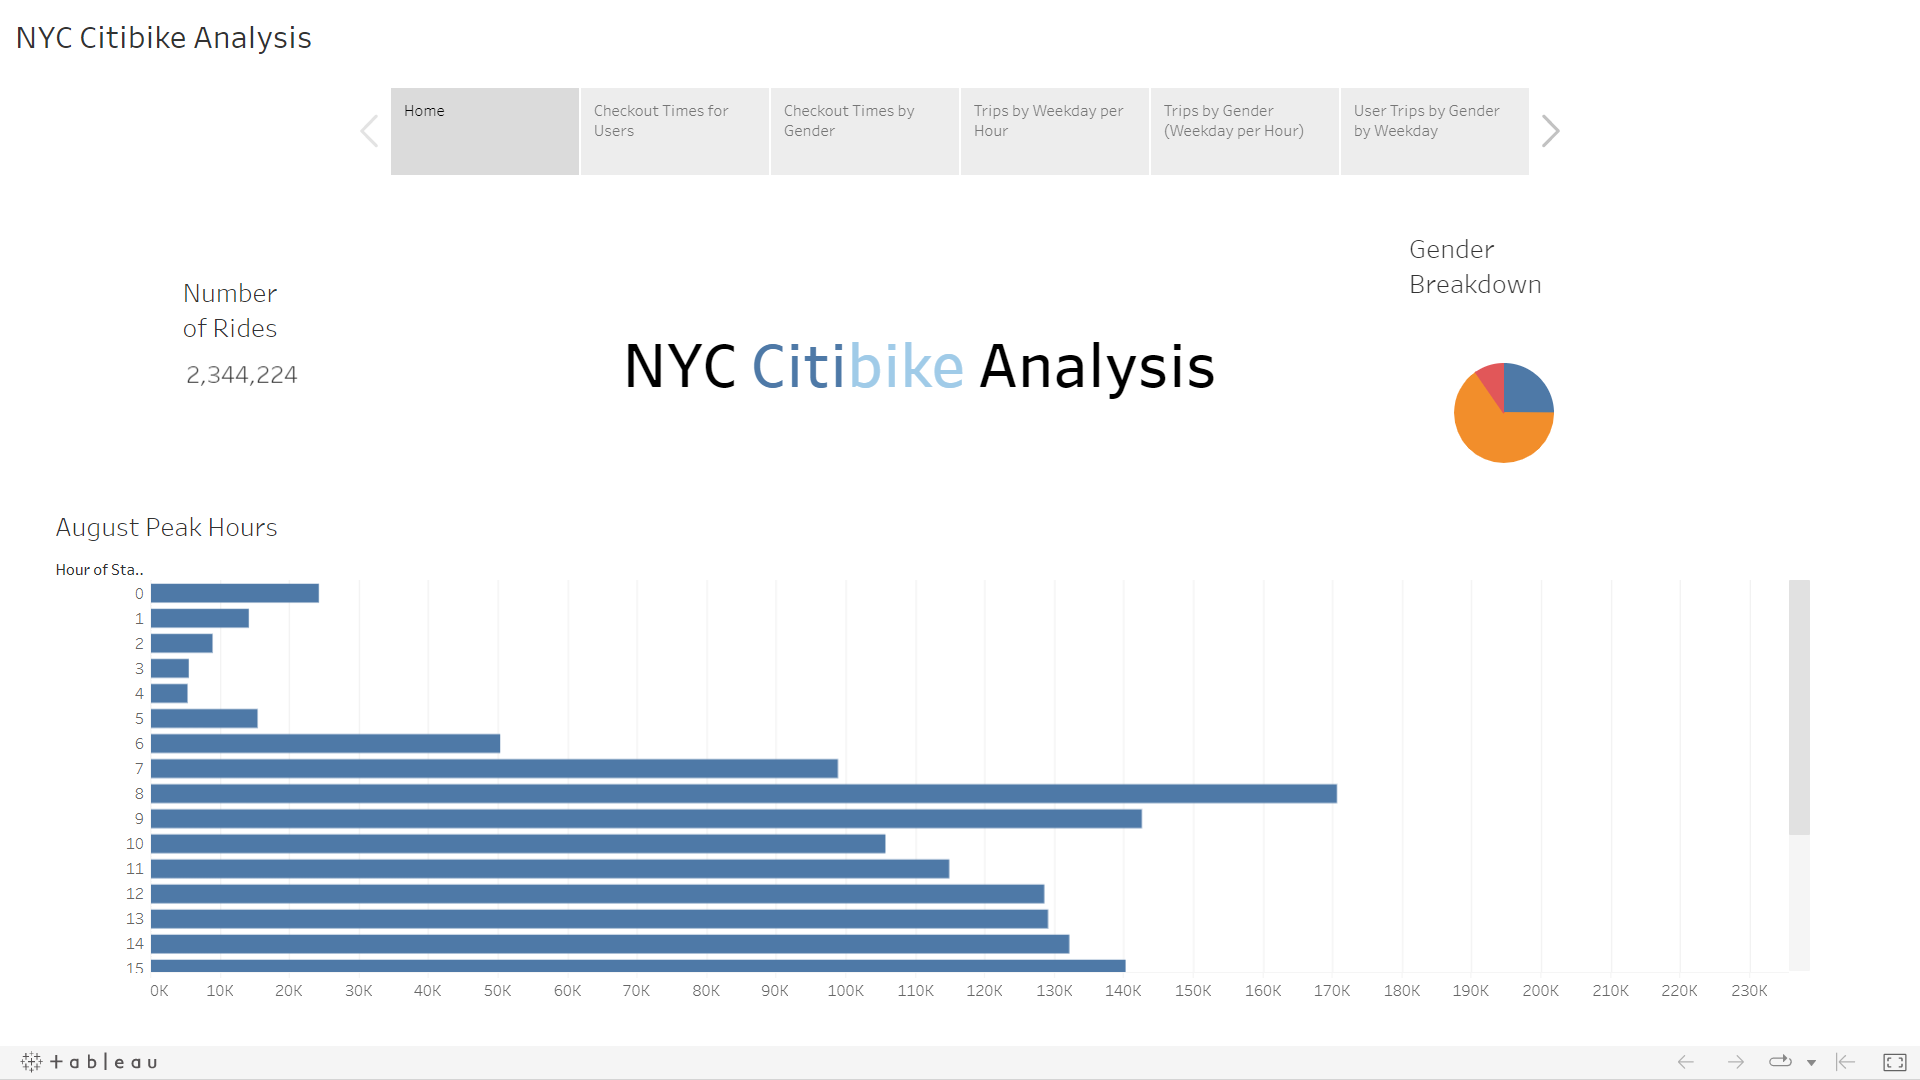 NYC Citibike Analysis
Home
Checkout Times for
Users
Checkout Times by
Gender
Trips by Weekday per
Hour
Trips by Gender
(Weekday per Hour)
User Trips by Gender
by Weekday
Number
of Rides
2,344,224
NYC Citibike Analysis
Gender
Breakdown
August Peak Hours
Hour of Sta..
0
1
2
3
4
5
6
7
8
9
10
11
12
13
14
15
0K 10K 20K 30K 40K 50K 60K 70K 80K 90K 100K 110K 120K 130K 140K 150K 160K 170K 180K 190K 200K 210K 220K 230K
tableau